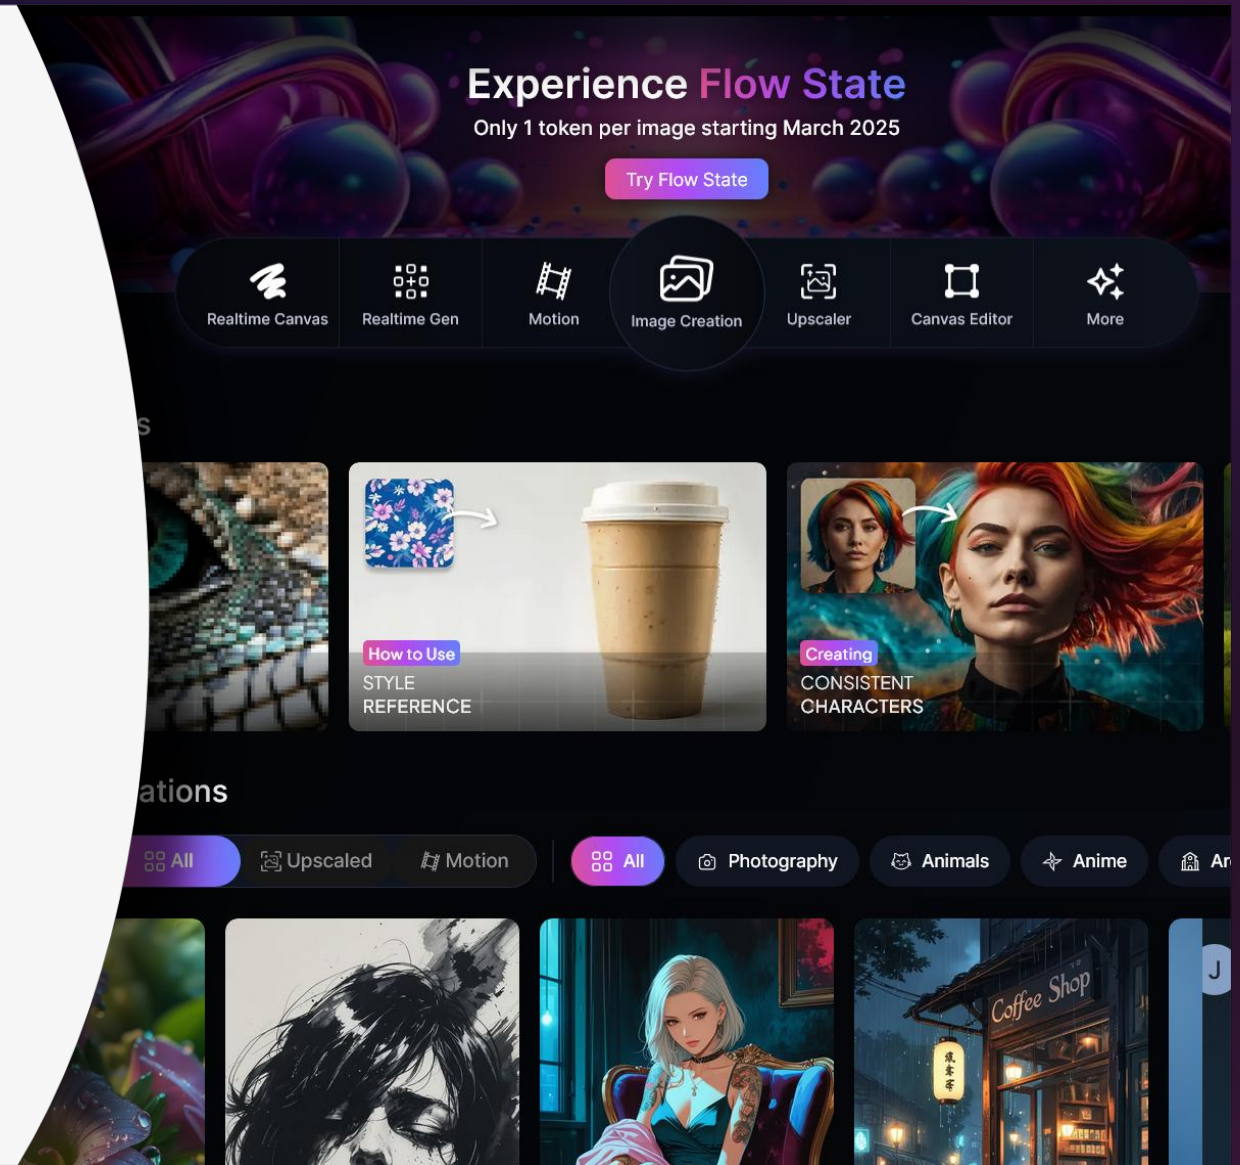 Experience Flow State
Only 1 token per image starting March 2025
Try Flow State
Realtime Canvas
Realtime Gen
Motion
Image Creation
Upscaler
Canvas Editor
More
s
How to Use
STYLE
REFERENCE
Creating
CONSISTENT
CHARACTERS
ations
All
Upscaled
Motion
All
Photography
Animals
Anime
Ar
Coffee Shop
J